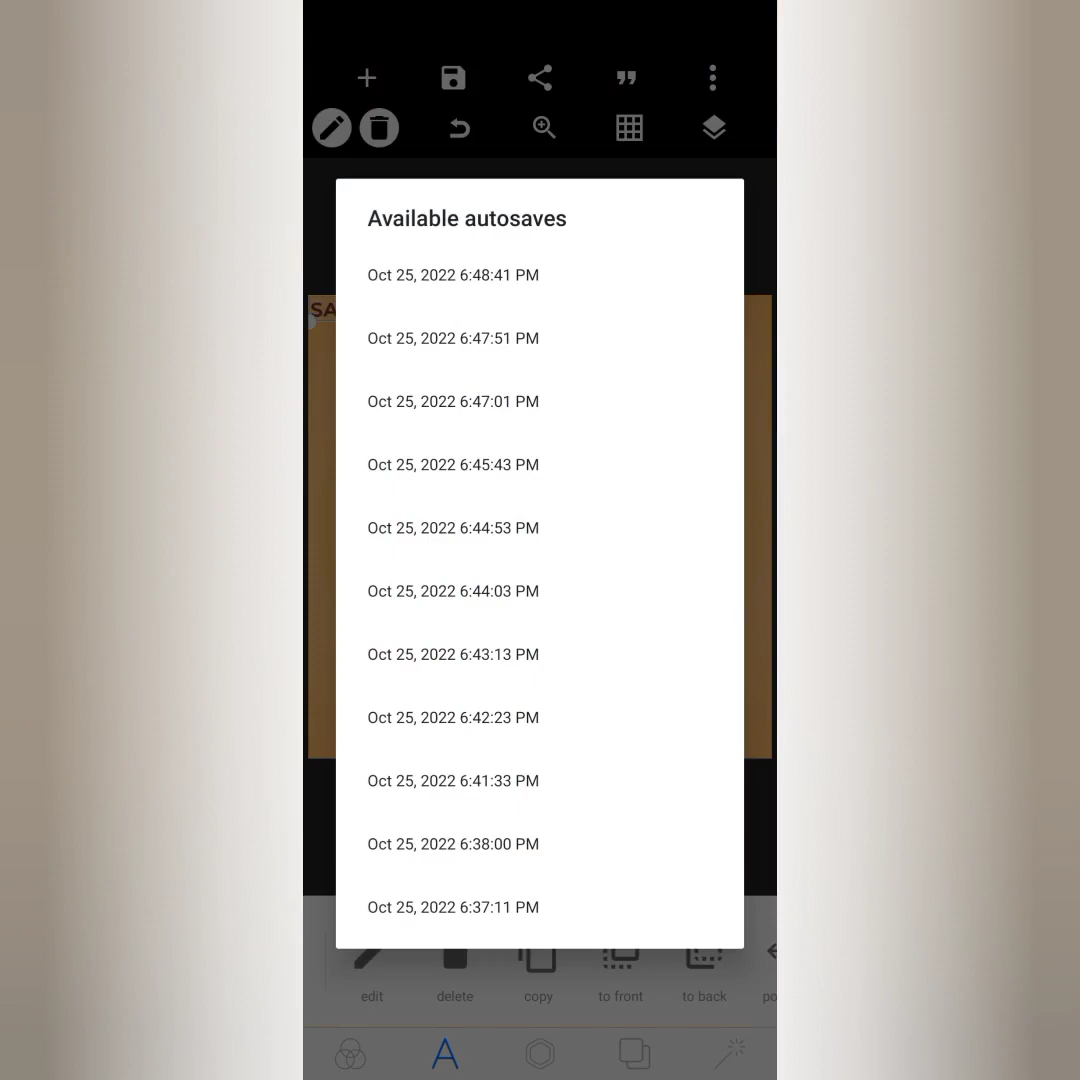 Available autosaves
Oct 25, 2022 6:48:41 PM
SA
Oct 25, 2022 6:47:51 PM
Oct 25, 2022 6:47:01 PM
Oct 25, 2022 6:45:43 PM
Oct 25, 2022 6:44:53 PM
Oct 25, 2022 6:44:03 PM
Oct 25, 2022 6:43:13 PM
Oct 25, 2022 6:42:23 PM
Oct 25, 2022 6:41:33 PM
Oct 25, 2022 6:38:00 PM
Oct 25, 2022 6:37:11 PM
edit delete copy to front to back po